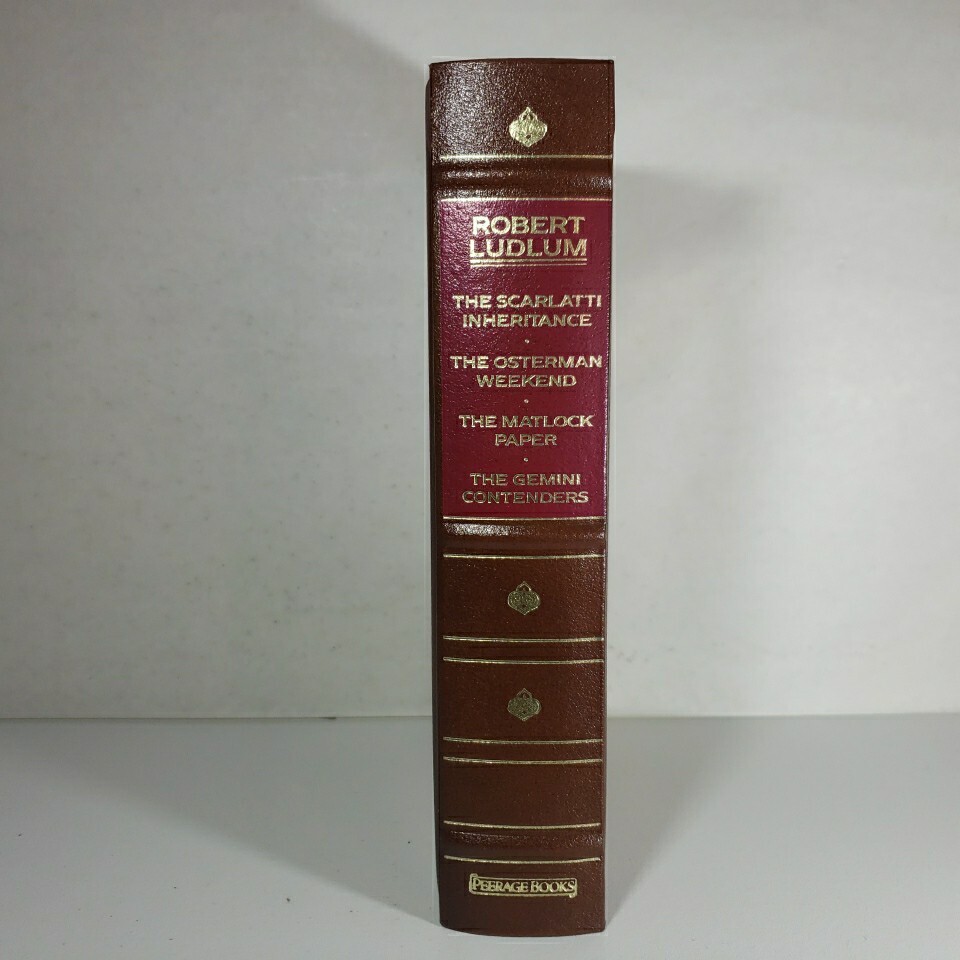 ROBERT
LUDLUM
THE SCARLATTI
INHERITANCE
THE OSTERMAN
WEEKEND
THE MATLOCK
PAPER
THE GEMINI
CONTENDERS
PEERAGE BOOKS